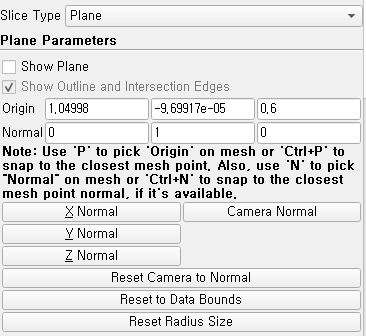 Slice Type Plane
Plane Parameters
Show Plane
Show Outline and Intersection Edges
Origin 1,04998 -9,69917e-05 0,6
Normal 0 1 0
Note: Use 'P' to pick 'Origin' on mesh or 'Ctrl+P' to
snap to the closest mesh point, Also, use 'N' to pick
"Normal" on mesh or 'Ctrl+N' to snap to the closest
mesh point normal, if it's available,
X Normal Camera Normal
Y Normal
Z Normal
Reset Camera to Normal
Reset to Data Bounds
Reset Radius Size